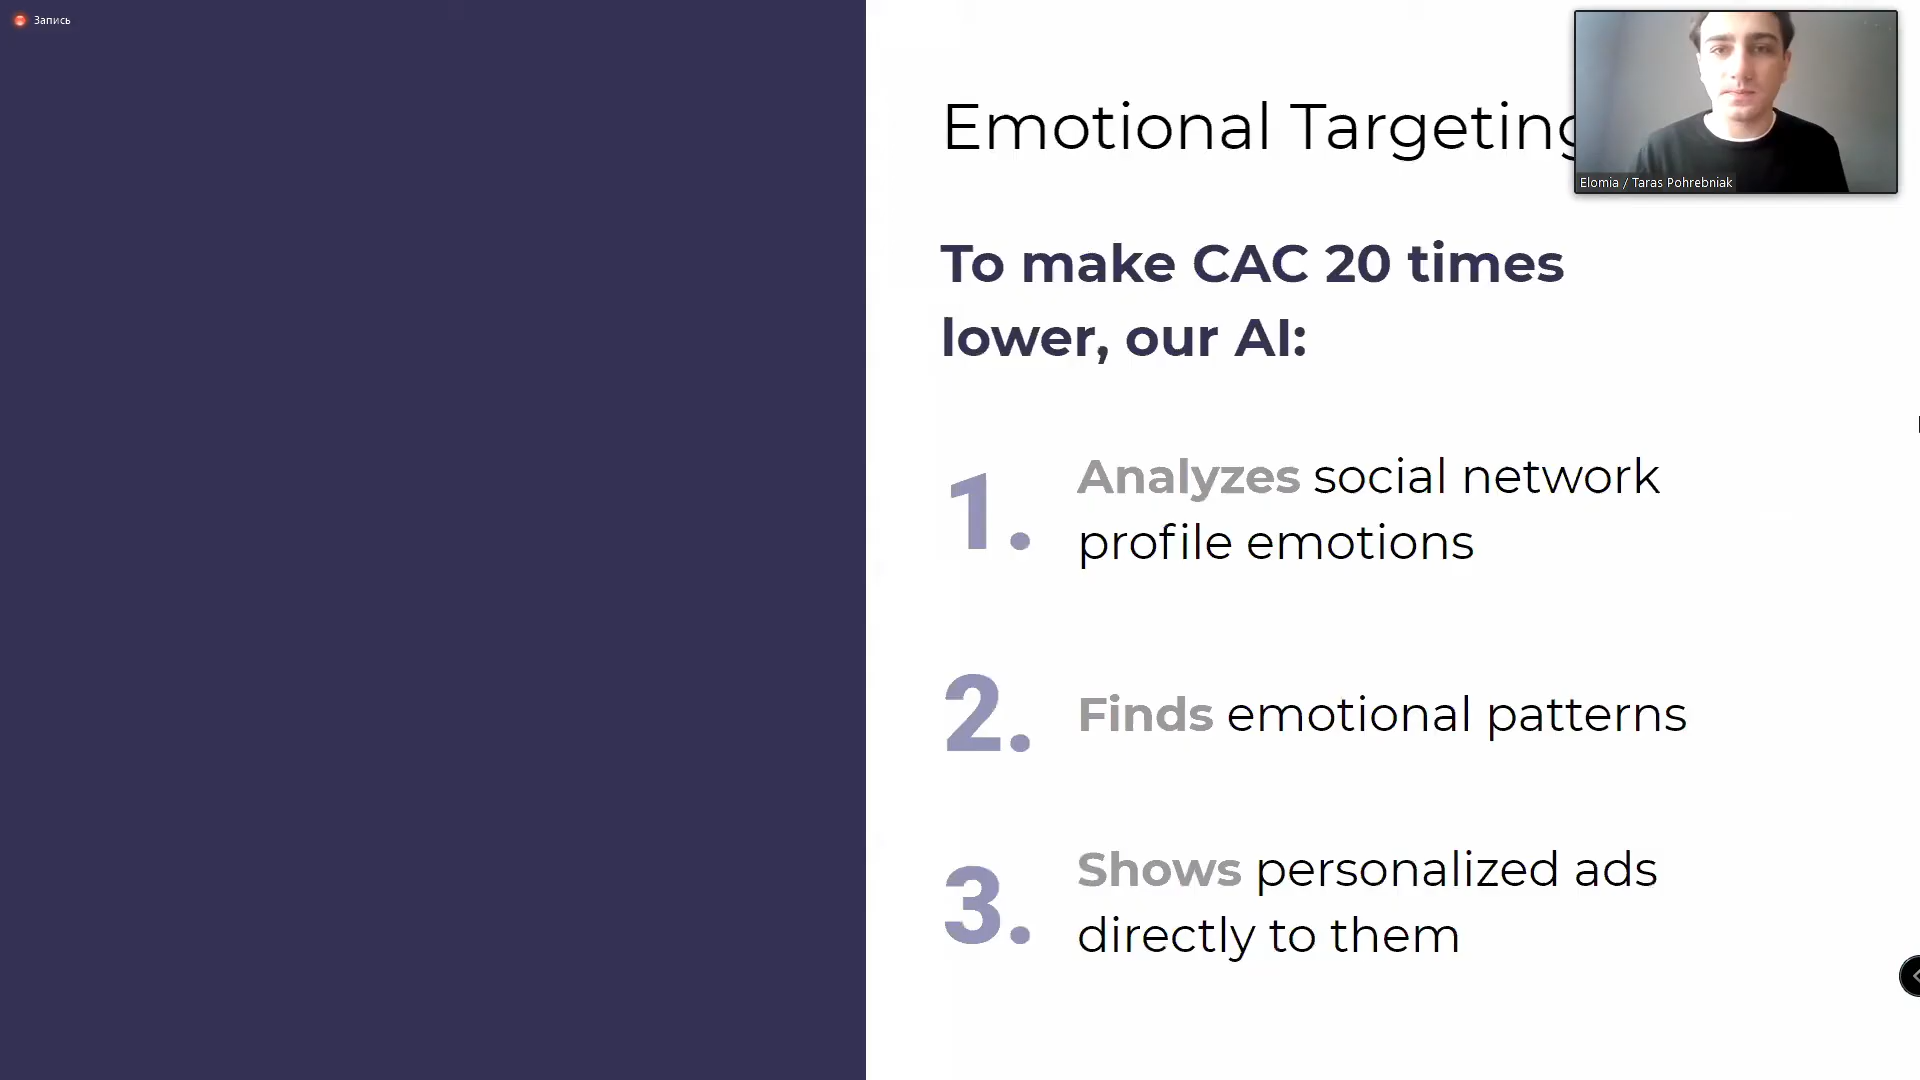 Запись
Emotional Targeting
Elomia / Taras Pohrebniak
To make CAC 20 times
lower, our AI:
1. Analyzes social network
profile emotions
2. Finds emotional patterns
3. Shows personalized ads
directly to them